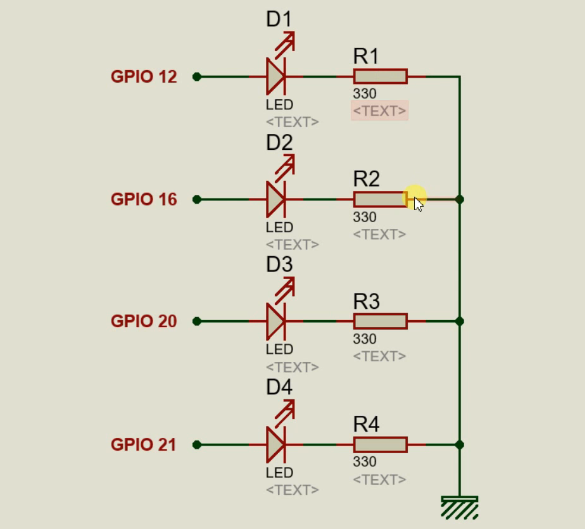 D1
R1
GPIO 12
LED
330
<TEXT>
<TEXT>
D2
R2
GPIO 16
LED
330
<TEXT>
<TEXT>
D3
R3
GPIO 20
LED
330
<TEXT>
<TEXT>
D4
R4
GPIO 21
LED
330
<TEXT>
<TEXT>